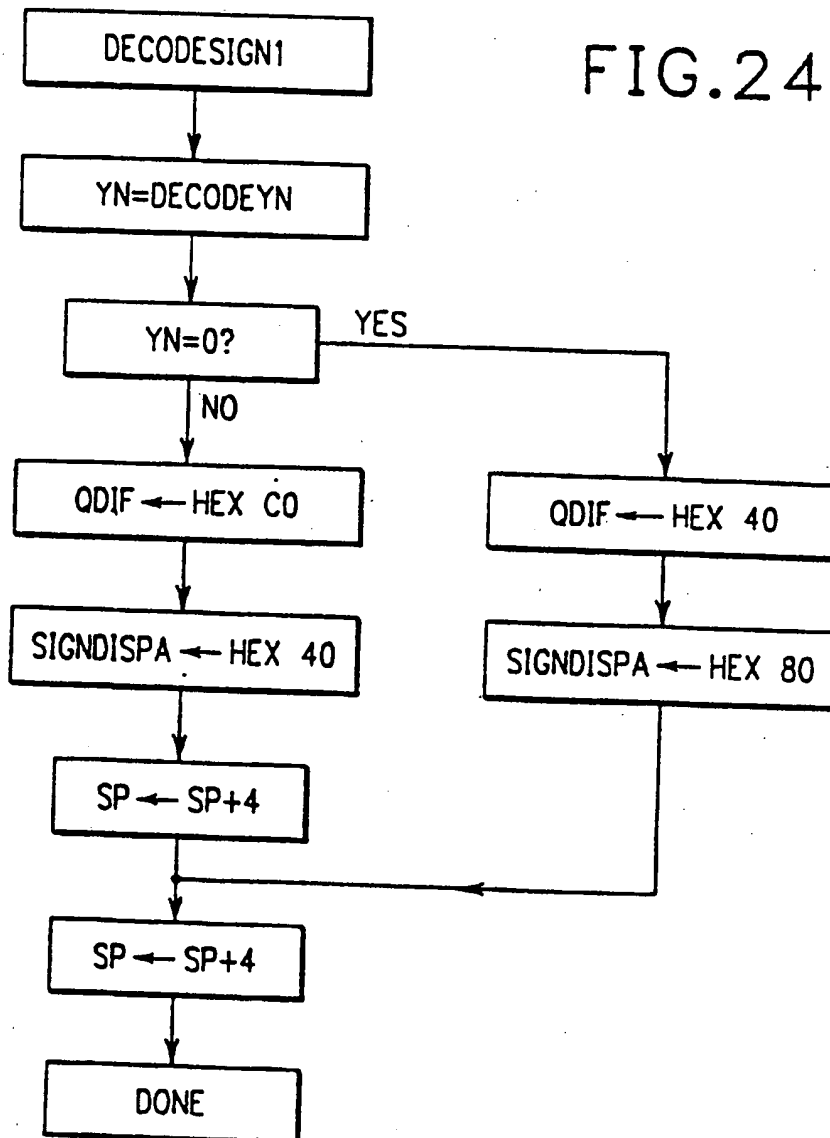 FIG.24
DECODESIGN1
YN=DECODEYN
YN=0?
YES
NO
QDIF ← HEX C0
QDIF ← HEX 40
SIGNDISPA ← HEX 40
SIGNDISPA ← HEX 80
SP ← SP+4
SP ← SP+4
DONE